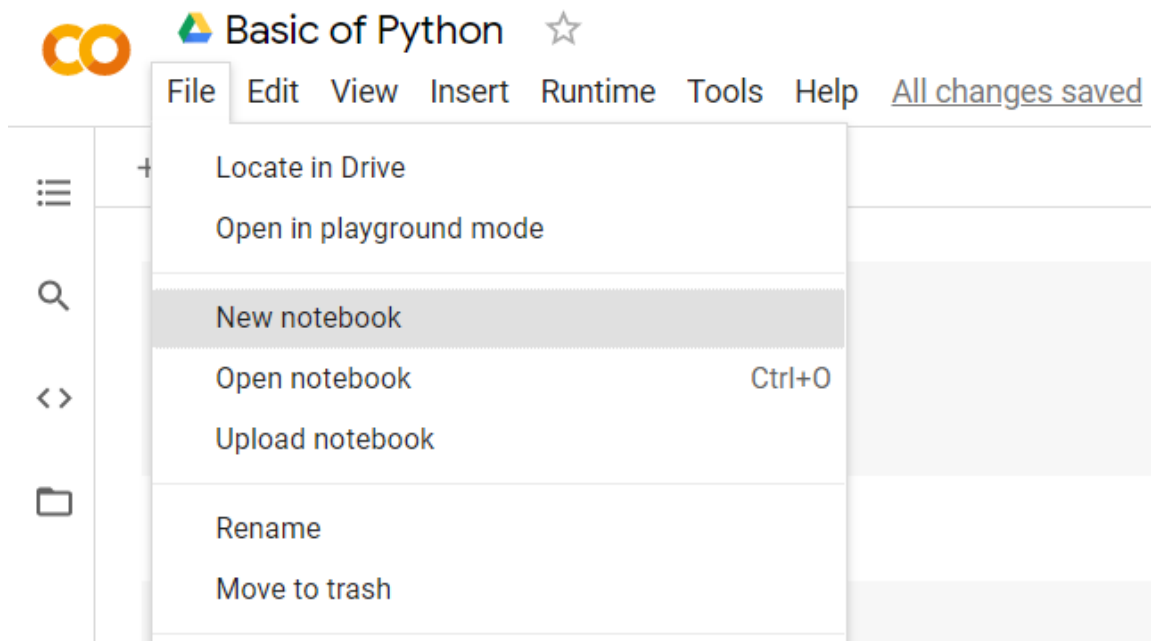 Basic of Python
File Edit View Insert Runtime Tools Help All changes saved
Locate in Drive
Open in playground mode
New notebook
Open notebook Ctrl+O
Upload notebook
Rename
Move to trash